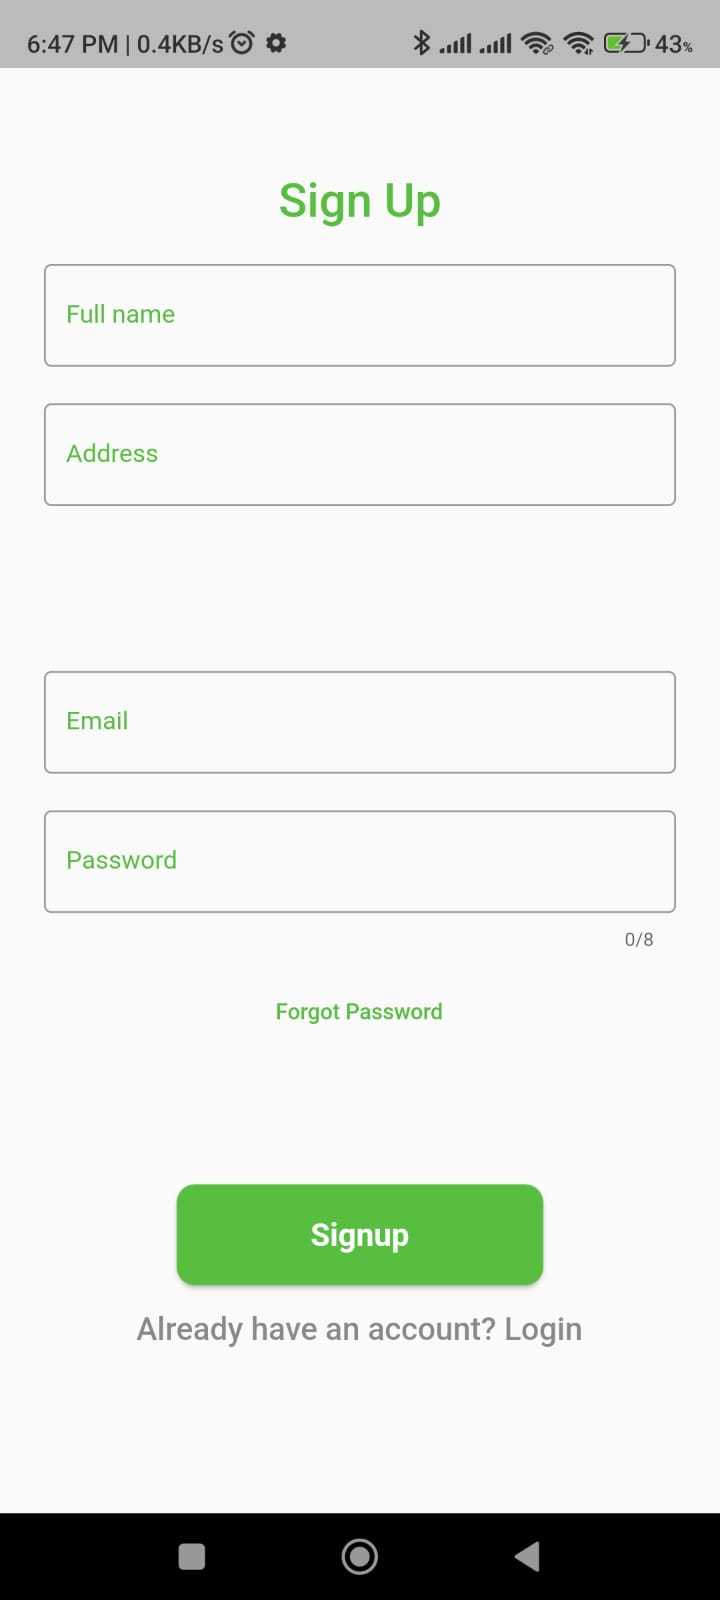 6:47 PM | 0.4KB/s 43%
Sign Up
Full name
Address
Email
Password
0/8
Forgot Password
Signup
Already have an account? Login